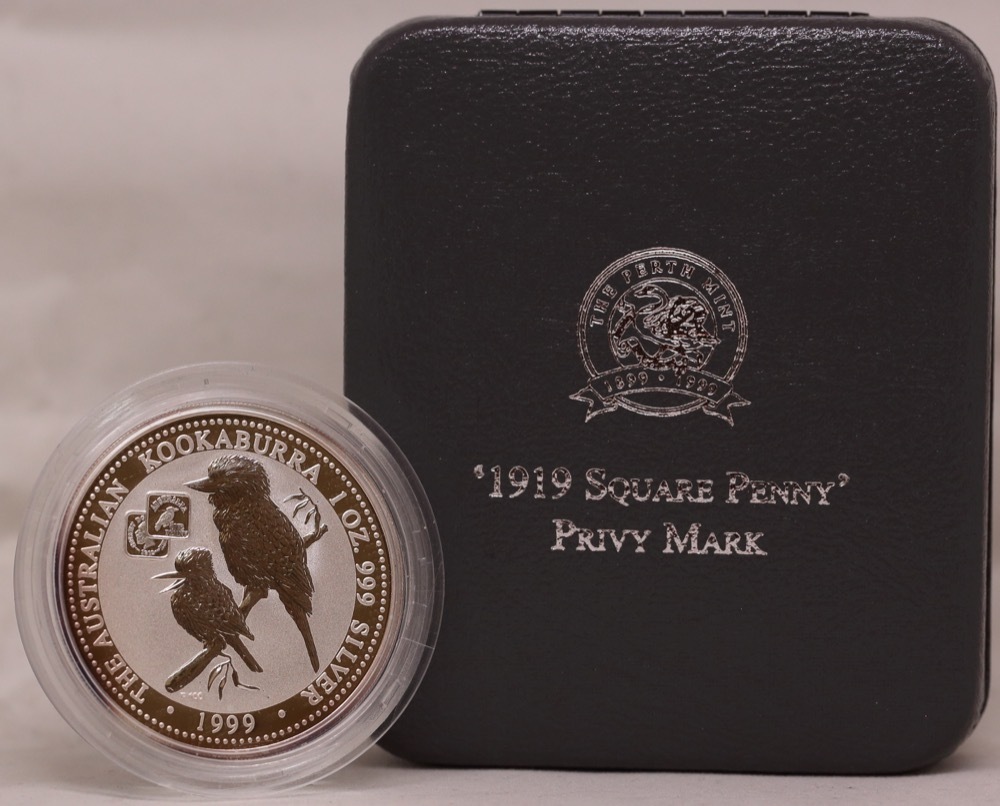 THE AUSTRALIAN KOOKABURRA 1 OZ. 999 SILVER
• 1999 •
THE PERTH MINT
1899 • 1999
'1919 SQUARE PENNY'
PRIVY MARK